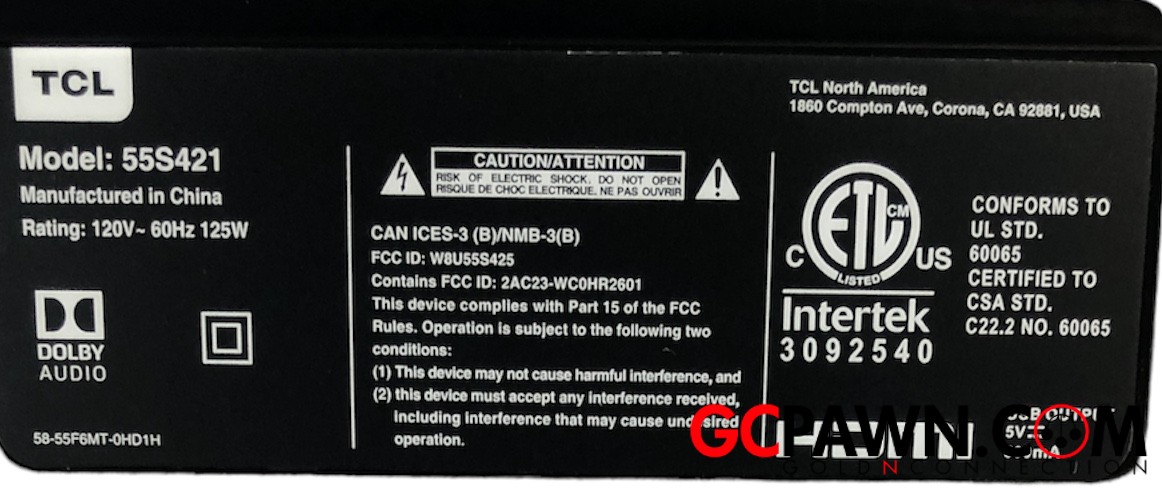 TCL
Model: 55S421
Manufactured in China
Rating: 120V~ 60Hz 125W
DOLBY
AUDIO
58-55F6MT-0HD1H
CAUTION/ATTENTION
RISK OF ELECTRIC SHOCK, DO NOT OPEN
RISQUE DE CHOC ELECTRIQUE, NE PAS OUVRIR
CAN ICES-3 (B)/NMB-3(B)
FCC ID: W8U55S425
Contains FCC ID: 2AC23-WC0HR2601
This device complies with Part 15 of the FCC
Rules. Operation is subject to the following two
conditions:
(1) This device may not cause harmful interference, and
(2) this device must accept any interference received,
including interference that may cause undesired
operation.
TCL North America
1860 Compton Ave, Corona, CA 92881, USA
ETL CM
LISTED
C US
Intertek
3092540
CONFORMS TO
UL STD.
60065
CERTIFIED TO
CSA STD.
C22.2 NO. 60065
HDMI
USB OUTPUT
5V
GCPAWN.COM
GOLDNCONNECTION